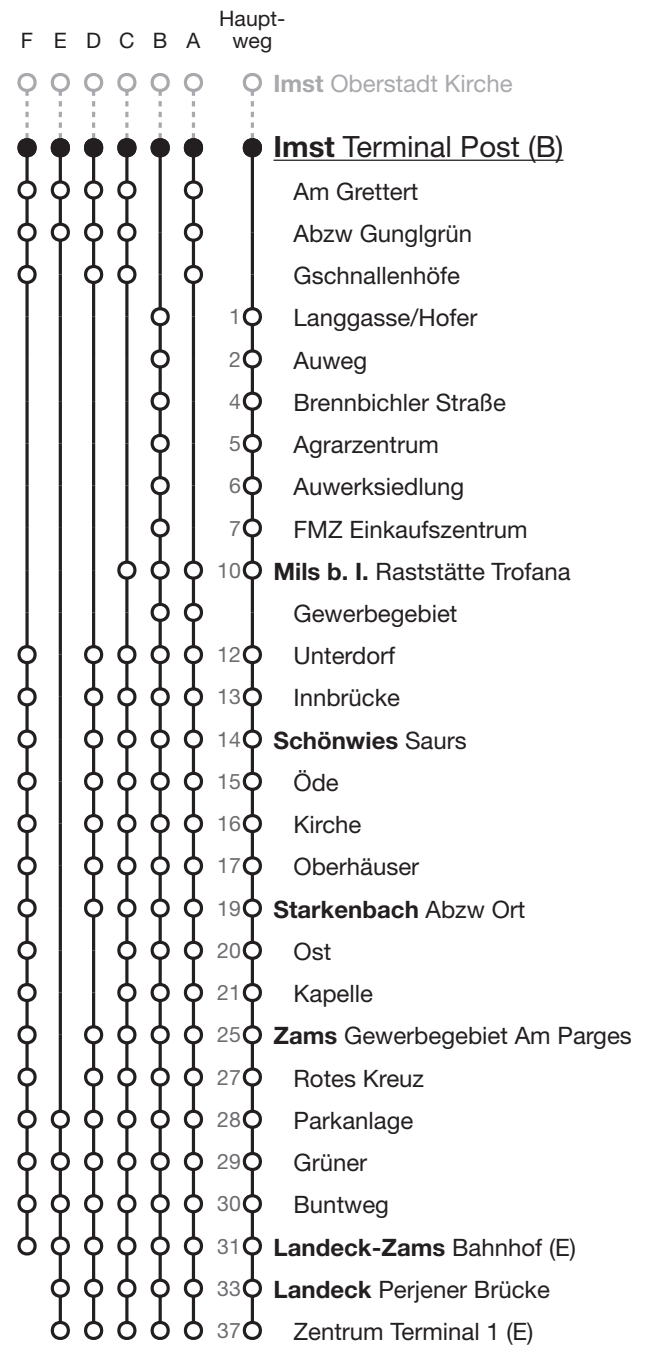 Haupt-
F E D C B A weg
Imst Oberstadt Kirche
Imst Terminal Post (B)
Am Grettert
Abzw Gunglgrün
Gschnallenhöfe
1 Langgasse/Hofer
2 Auweg
4 Brennbichler Straße
5 Agrarzentrum
6 Auwerksiedlung
7 FMZ Einkaufszentrum
10 Mils b. I. Raststätte Trofana
Gewerbegebiet
12 Unterdorf
13 Innbrücke
14 Schönwies Saurs
15 Öde
16 Kirche
17 Oberhäuser
19 Starkenbach Abzw Ort
20 Ost
21 Kapelle
25 Zams Gewerbegebiet Am Parges
27 Rotes Kreuz
28 Parkanlage
29 Grüner
30 Buntweg
31 Landeck-Zams Bahnhof (E)
33 Landeck Perjener Brücke
37 Zentrum Terminal 1 (E)